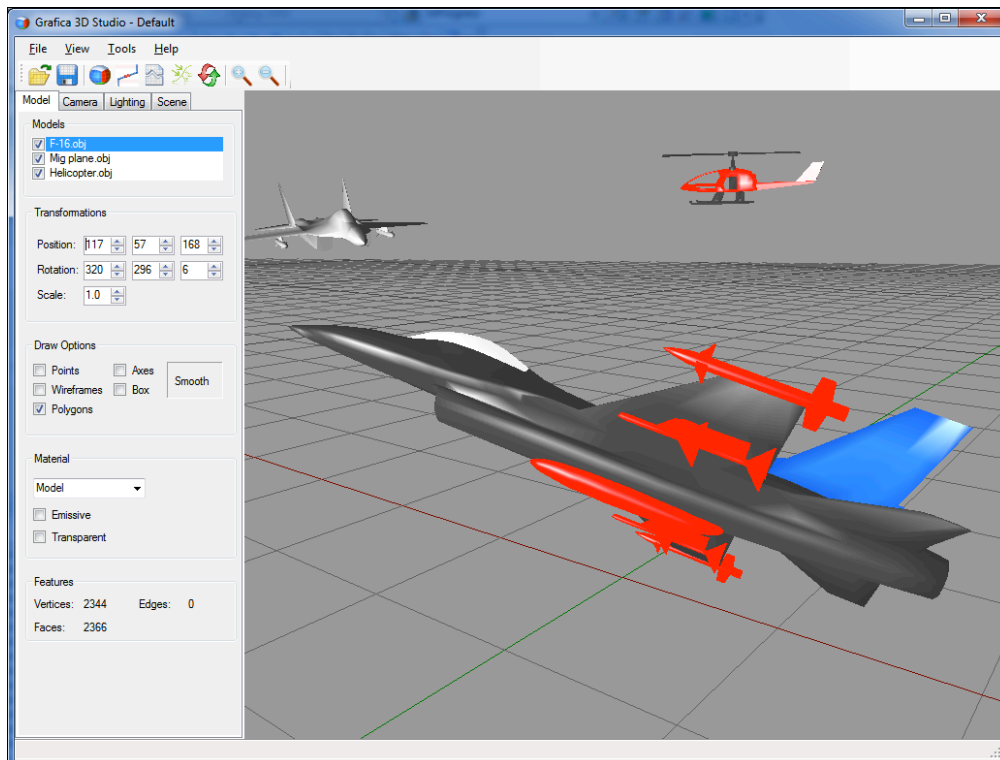 Grafica 3D Studio - Default
File View Tools Help
Model Camera Lighting Scene
Models
F-16.obj
Mig plane.obj
Helicopter.obj
Transformations
Position: 117 57 168
Rotation: 320 296 6
Scale: 1.0
Draw Options
Points Axes
Smooth
Wireframes Box
Polygons
Material
Model
Emissive
Transparent
Features
Vertices: 2344 Edges: 0
Faces: 2366